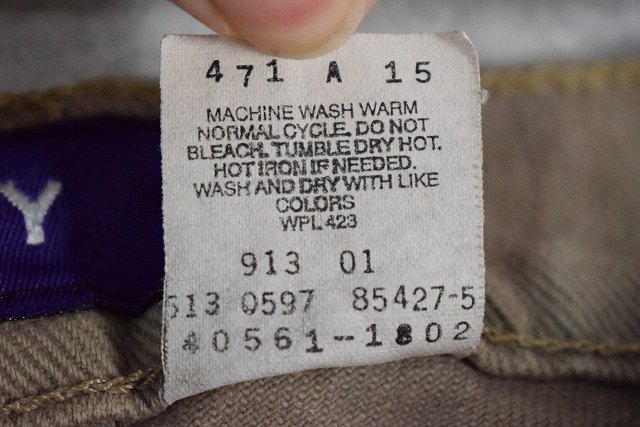 471 A 15
MACHINE WASH WARM
NORMAL CYCLE. DO NOT
BLEACH. TUMBLE DRY HOT.
HOT IRON IF NEEDED.
WASH AND DRY WITH LIKE
COLORS
WPL 423
913 01
513 0597 85427-5
40561-1802
Y